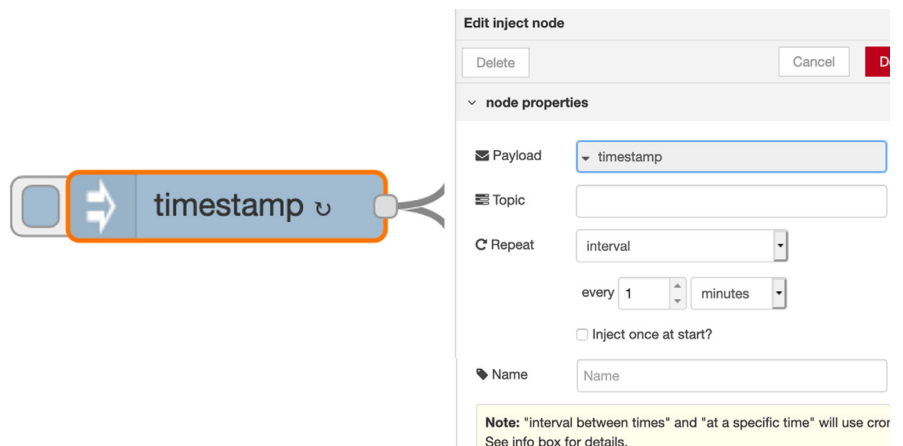 timestamp ↻
Edit inject node
Delete
Cancel
D
node properties
Payload
timestamp
Topic
Repeat
interval
every 1 minutes
Inject once at start?
Name
Name
Note: "interval between times" and "at a specific time" will use cron
See info box for details.